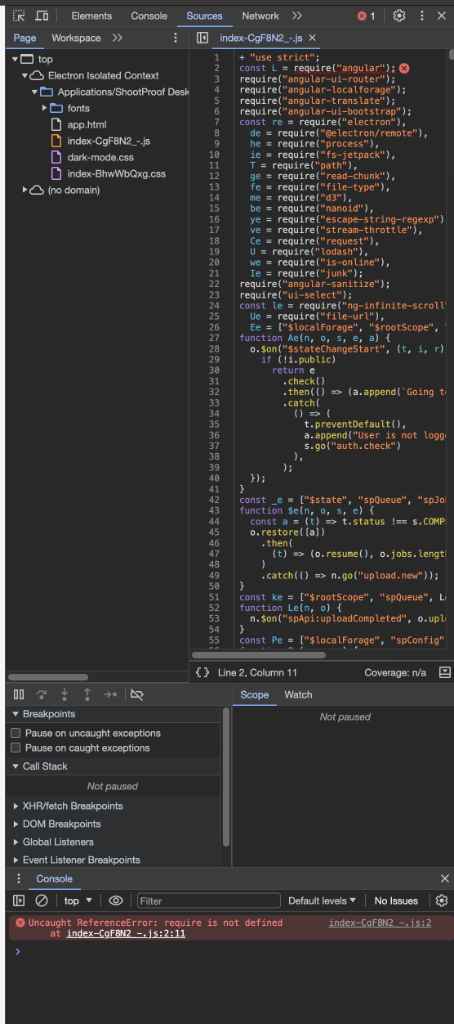 Elements Console Sources Network 1
Page Workspace index-CgF8N2_-.js
top
Electron Isolated Context
Applications/ShootProof Desk
fonts
app.html
index-CgF8N2_-.js
dark-mode.css
index-BhwWbQxg.css
(no domain)
1 + "use strict";
2 const L = require("angular");
3 require("angular-ui-router");
4 require("angular-localforage");
5 require("angular-translate");
6 require("angular-ui-bootstrap");
7 const re = require("electron"),
8 de = require("@electron/remote"),
9 he = require("process"),
10 ie = require("fs-jetpack"),
11 T = require("path"),
12 ge = require("read-chunk"),
13 fe = require("file-type"),
14 me = require("d3"),
15 be = require("nanoid"),
16 ye = require("escape-string-regexp")
17 ve = require("stream-throttle"),
18 Ce = require("request"),
19 U = require("lodash"),
20 we = require("is-online"),
21 Ie = require("junk");
22 require("angular-sanitize");
23 require("ui-select");
24 const le = require("ng-infinite-scroll
25 Ue = require("file-url"),
26 Ee = ["$localForage", "$rootScope", "
27 function Ae(n, o, s, e, a) {
28 o.$on("$stateChangeStart", (t, i, r)
29 if (!i.public)
30 return e
31 .check()
32 .then(() => (a.append(`Going to
33 .catch(
34 () => {
35 t.preventDefault(),
36 a.append("User is not logge
37 s.go("auth.check")
38 },
39 );
40 });
41 }
42 const _e = ["$state", "spQueue", "spJo
43 function $e(n, o, s, e) {
44 const a = (t) => t.status !== s.COMP
45 o.restore([a])
46 .then(
47 (t) => (o.resume(), o.jobs.lengt
48 )
49 .catch(() => n.go("upload.new"));
50 }
51 const ke = ["$rootScope", "spQueue", L
52 function Le(n, o) {
53 n.$on("spApi:uploadCompleted", o.uplo
54 }
55 const Pe = ["$localForage", "spConfig"
{} Line 2, Column 11 Coverage: n/a
Scope Watch
Breakpoints
Pause on uncaught exceptions
Pause on caught exceptions
Call Stack
Not paused
XHR/fetch Breakpoints
DOM Breakpoints
Global Listeners
Event Listener Breakpoints
Not paused
Console
top Filter Default levels No Issues
Uncaught ReferenceError: require is not defined index-CgF8N2_-.js:2
at index-CgF8N2_-.js:2:11